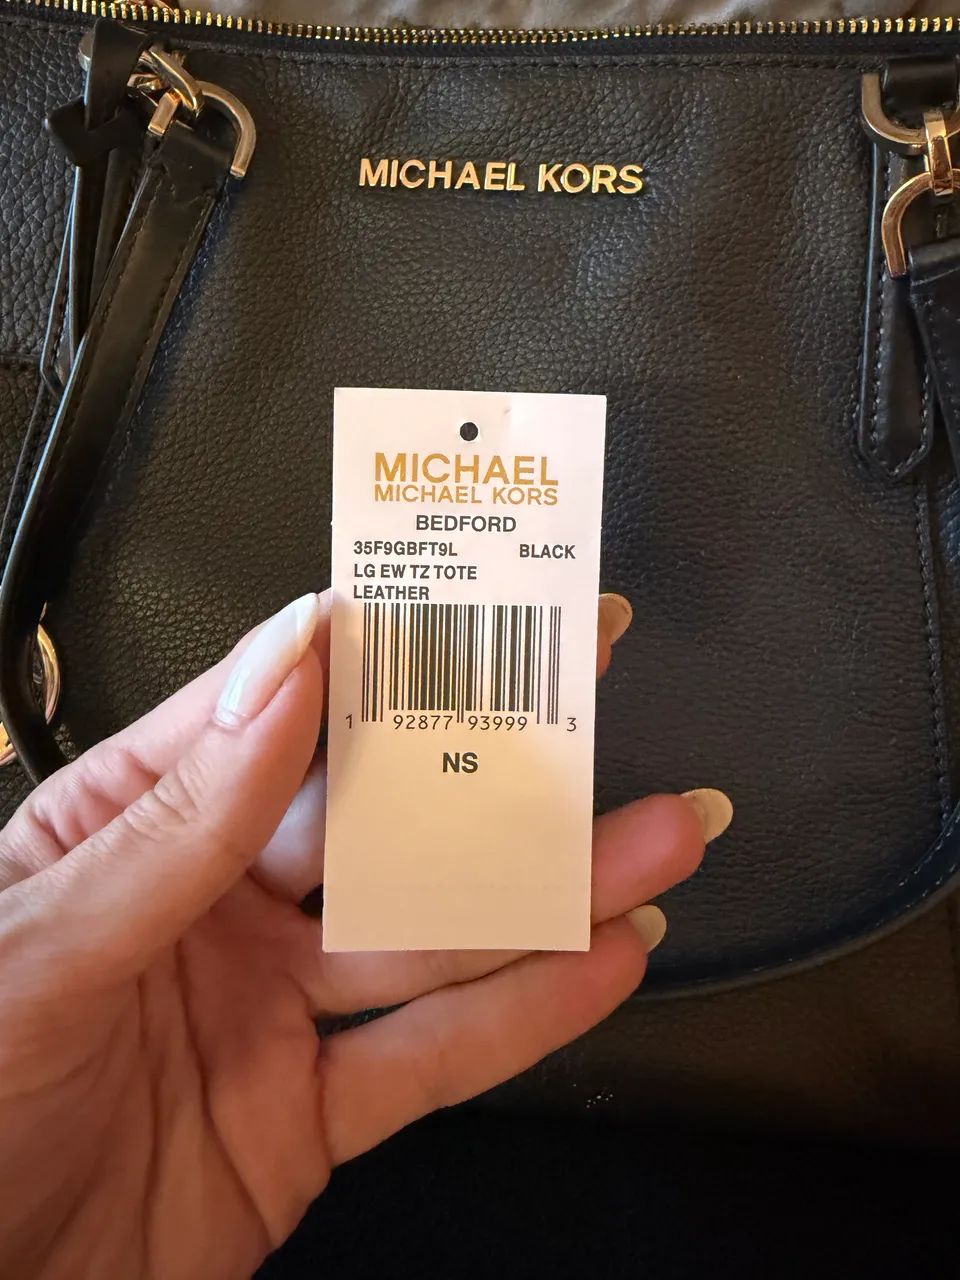 MICHAEL KORS
MICHAEL
MICHAEL KORS
BEDFORD
35F9GBFT9L BLACK
LG EW TZ TOTE
LEATHER
1 92877 93999 3
NS